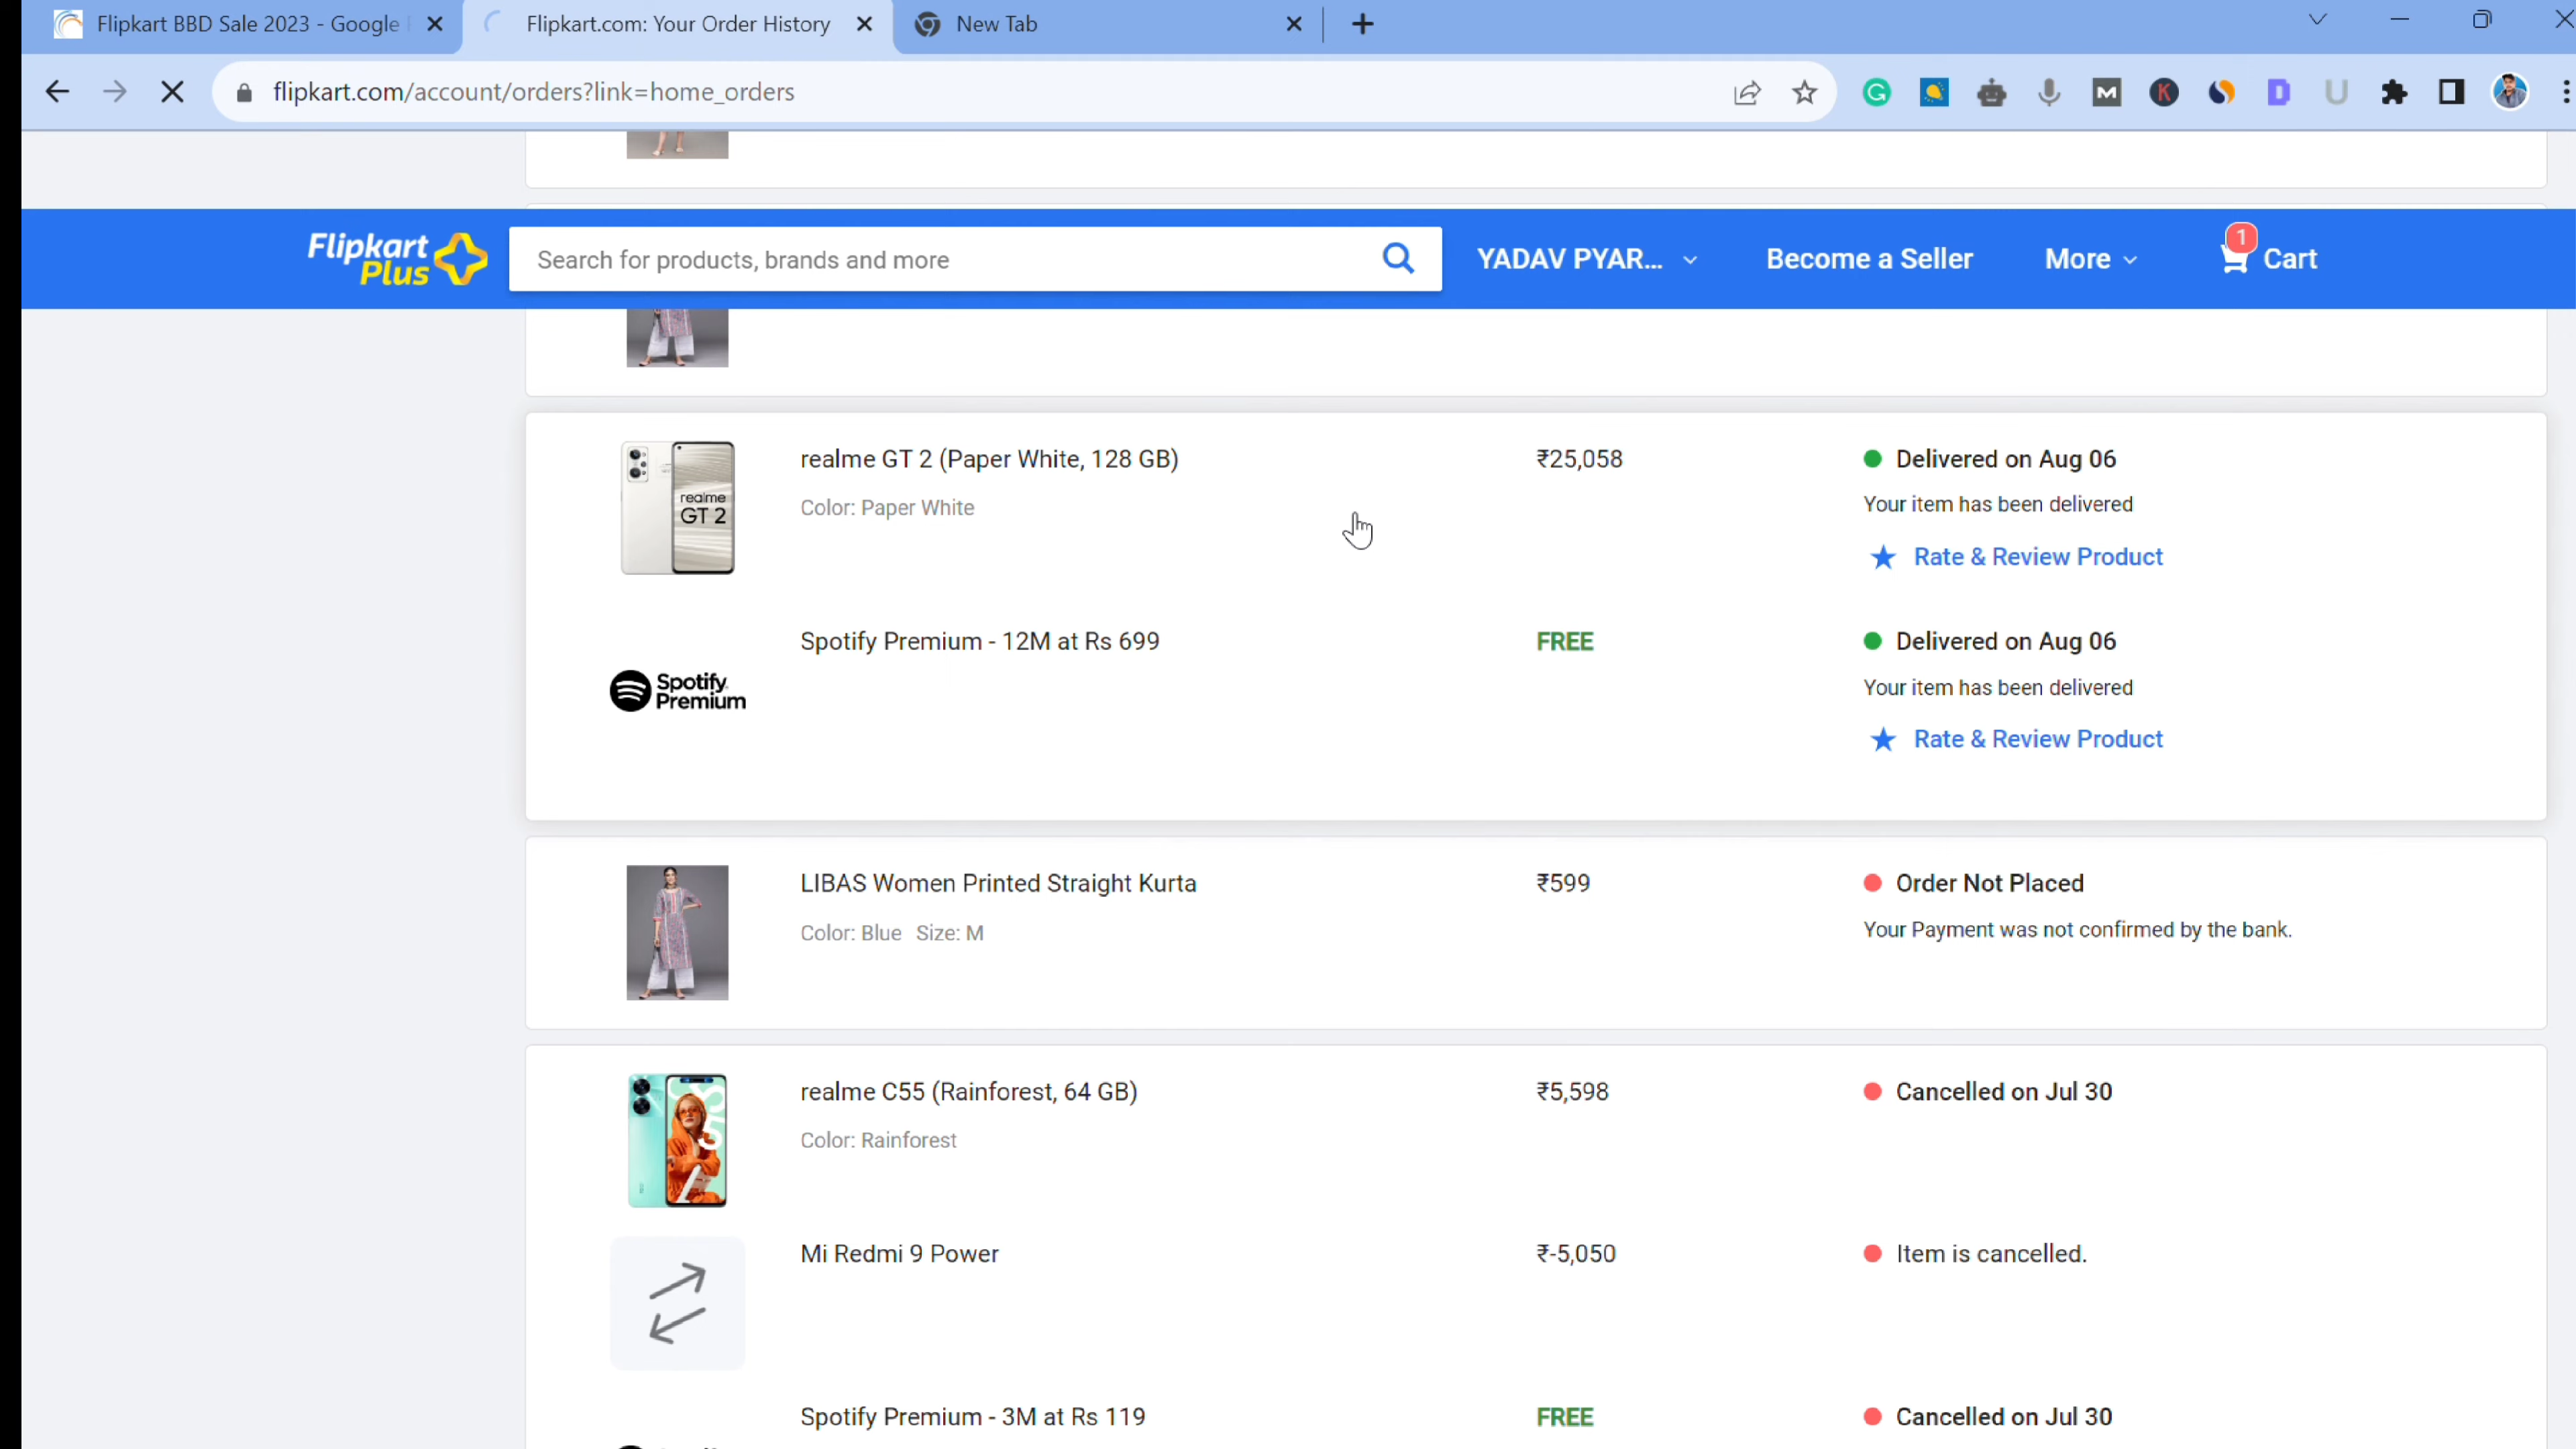 Flipkart BBD Sale 2023 - Google
Flipkart.com: Your Order History
New Tab
flipkart.com/account/orders?link=home_orders
Flipkart
Plus
Search for products, brands and more
YADAV PYAR...
Become a Seller
More
1
Cart
realme GT 2 (Paper White, 128 GB)
₹25,058
Delivered on Aug 06
realme
GT 2
Color: Paper White
Your item has been delivered
Rate & Review Product
Spotify Premium - 12M at Rs 699
FREE
Delivered on Aug 06
Spotify
Premium
Your item has been delivered
Rate & Review Product
LIBAS Women Printed Straight Kurta
₹599
Order Not Placed
Color: Blue Size: M
Your Payment was not confirmed by the bank.
realme C55 (Rainforest, 64 GB)
₹5,598
Cancelled on Jul 30
Color: Rainforest
Mi Redmi 9 Power
₹-5,050
Item is cancelled.
Spotify Premium - 3M at Rs 119
FREE
Cancelled on Jul 30